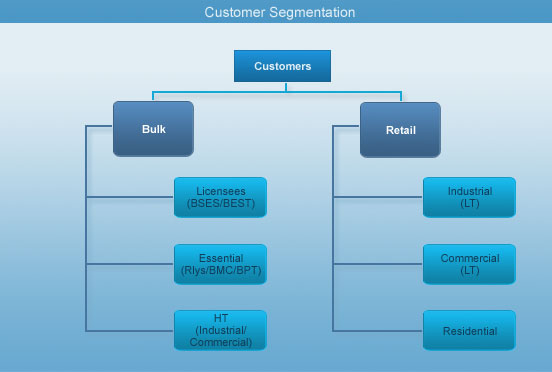 Customer Segmentation
Customers
Bulk
Retail
Licensees
(BSES/BEST)
Industrial
(LT)
Essential
(Rlys/BMC/BPT)
Commercial
(LT)
HT
(Industrial/
Commercial)
Residential